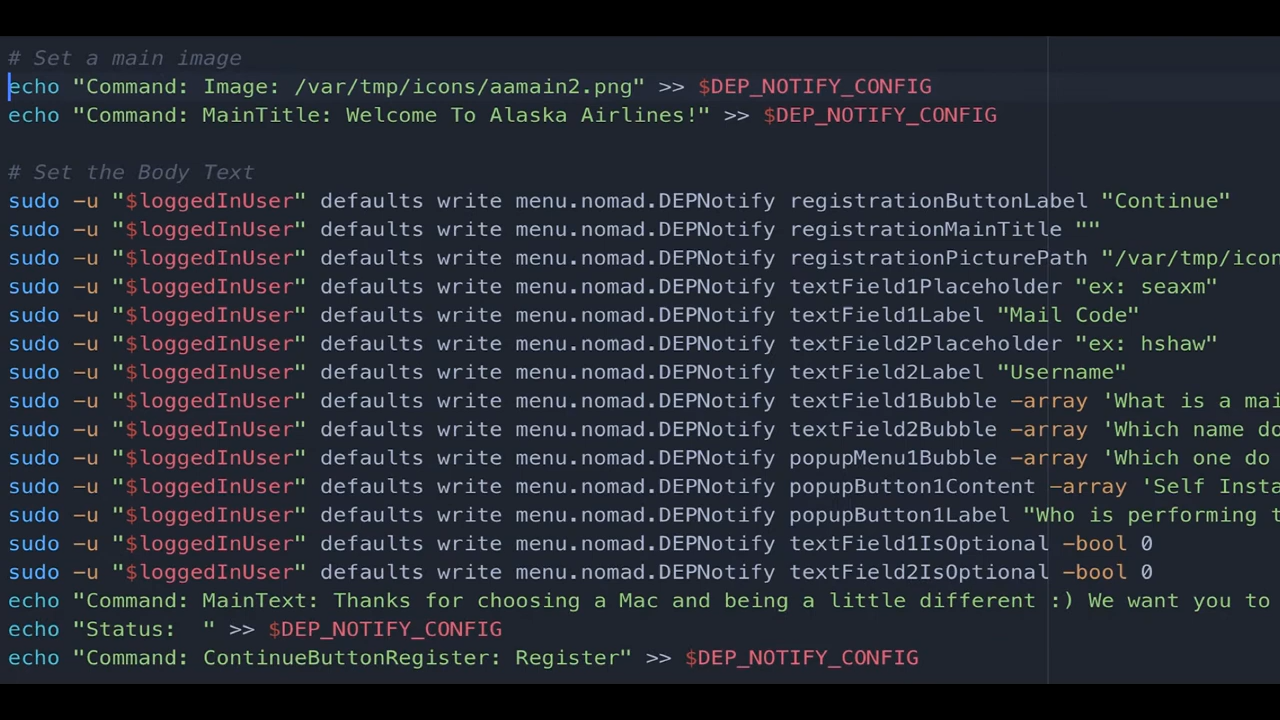 # Set a main image
echo "Command: Image: /var/tmp/icons/aamain2.png" >> $DEP_NOTIFY_CONFIG
echo "Command: MainTitle: Welcome To Alaska Airlines!" >> $DEP_NOTIFY_CONFIG
# Set the Body Text
sudo -u "$loggedInUser" defaults write menu.nomad.DEPNotify registrationButtonLabel "Continue"
sudo -u "$loggedInUser" defaults write menu.nomad.DEPNotify registrationMainTitle ""
sudo -u "$loggedInUser" defaults write menu.nomad.DEPNotify registrationPicturePath "/var/tmp/icon
sudo -u "$loggedInUser" defaults write menu.nomad.DEPNotify textField1Placeholder "ex: seaxm"
sudo -u "$loggedInUser" defaults write menu.nomad.DEPNotify textField1Label "Mail Code"
sudo -u "$loggedInUser" defaults write menu.nomad.DEPNotify textField2Placeholder "ex: hshaw"
sudo -u "$loggedInUser" defaults write menu.nomad.DEPNotify textField2Label "Username"
sudo -u "$loggedInUser" defaults write menu.nomad.DEPNotify textField1Bubble -array 'What is a mai
sudo -u "$loggedInUser" defaults write menu.nomad.DEPNotify textField2Bubble -array 'Which name do
sudo -u "$loggedInUser" defaults write menu.nomad.DEPNotify popupMenu1Bubble -array 'Which one do
sudo -u "$loggedInUser" defaults write menu.nomad.DEPNotify popupButton1Content -array 'Self Insta
sudo -u "$loggedInUser" defaults write menu.nomad.DEPNotify popupButton1Label "Who is performing t
sudo -u "$loggedInUser" defaults write menu.nomad.DEPNotify textField1IsOptional -bool 0
sudo -u "$loggedInUser" defaults write menu.nomad.DEPNotify textField2IsOptional -bool 0
echo "Command: MainText: Thanks for choosing a Mac and being a little different :) We want you to
echo "Status:  " >> $DEP_NOTIFY_CONFIG
echo "Command: ContinueButtonRegister: Register" >> $DEP_NOTIFY_CONFIG